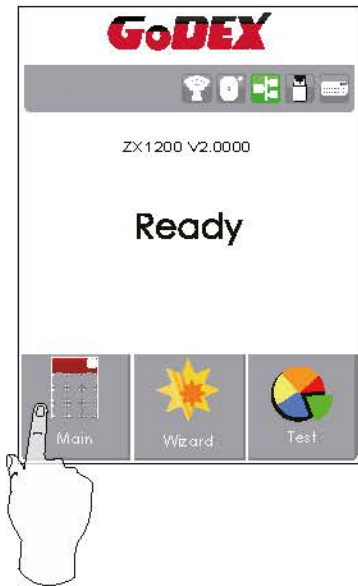 GoDEX
ZX1200 V2.0000
Ready
Main
Wizard
Test